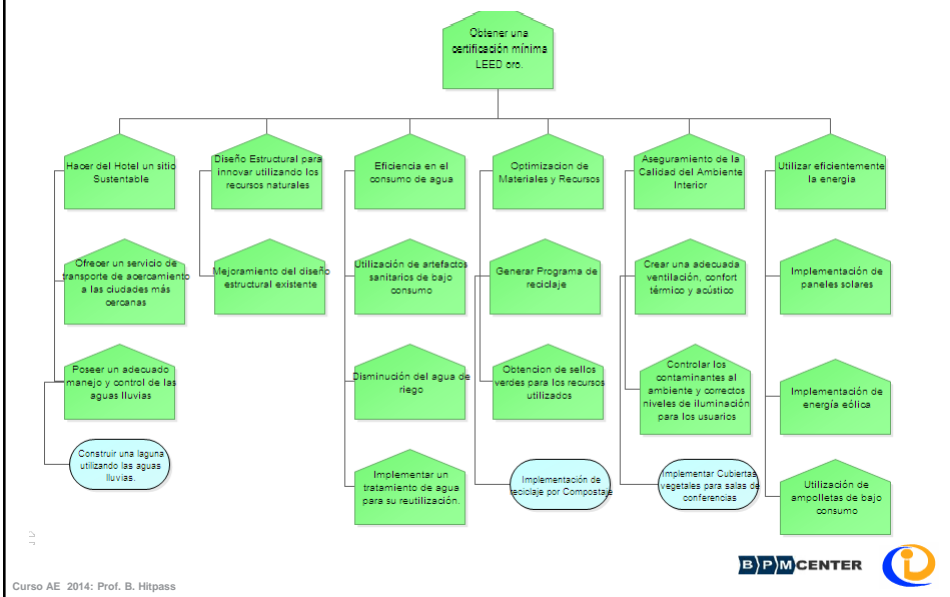 Obtener una
certificación mínima
LEED oro.
Hacer del Hotel un sitio
Sustentable
Diseño Estructural para
innovar utilizando los
recursos naturales
Eficiencia en el
consumo de agua
Optimizacion de
Materiales y Recursos
Aseguramiento de la
Calidad del Ambiente
Interior
Utilizar eficientemente
la energia
Ofrecer un servicio de
transporte de acercamiento
a las ciudades más
cercanas
Mejoramiento del diseño
estructural existente
Utilización de artefactos
sanitarios de bajo
consumo
Generar Programa de
reciclaje
Crear una adecuada
ventilación, confort
térmico y acústico
Implementación de
paneles solares
Poseer un adecuado
manejo y control de las
aguas lluvias
Disminución del agua de
riego
Obtencion de sellos
verdes para los recursos
utilizados
Controlar los
contaminantes al
ambiente y correctos
niveles de iluminación
para los usuarios
Implementación de
energía eólica
Construir una laguna
utilizando las aguas
lluvias.
Implementar un
tratamiento de agua
para su reutilización.
Implementación de
reciclaje por Compostaje
Implementar Cubiertas
vegetales para salas de
conferencias
Utilización de
ampolletas de bajo
consumo
BPMCENTER
Curso AE 2014: Prof. B. Hitpass